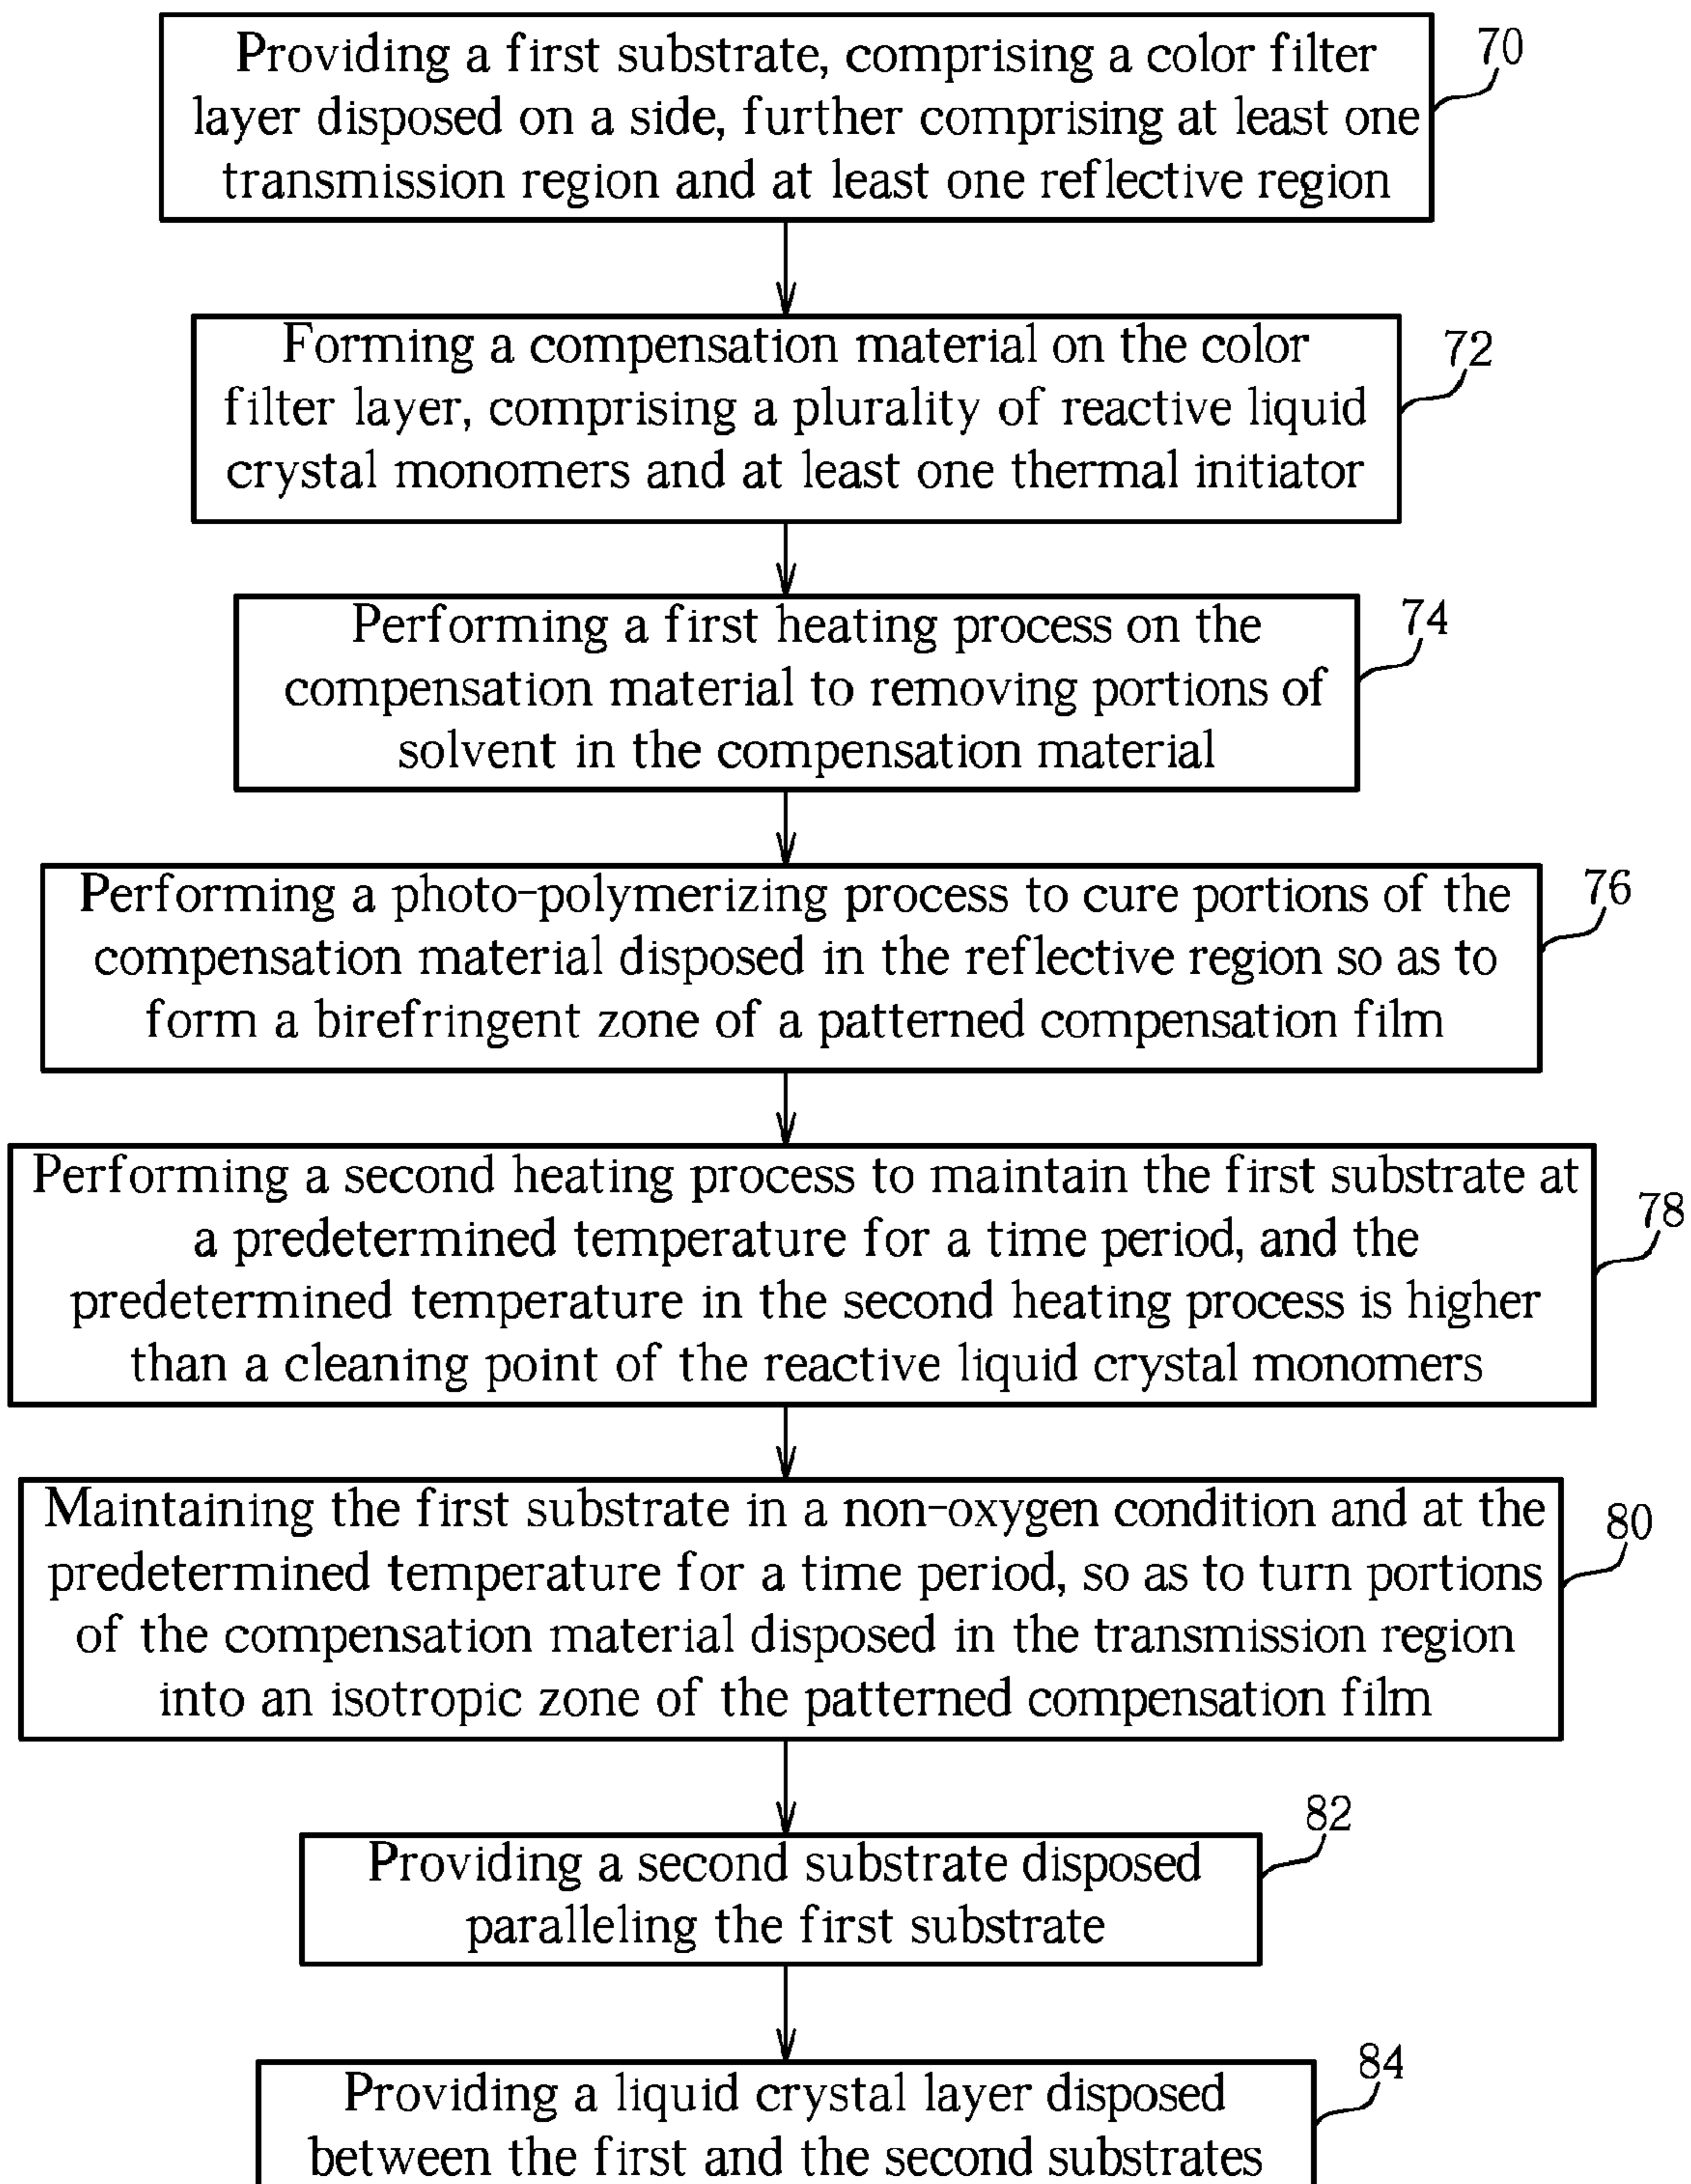 Providing a first substrate, comprising a color filter
layer disposed on a side, further comprising at least one
transmission region and at least one reflective region
70
Forming a compensation material on the color
filter layer, comprising a plurality of reactive liquid
crystal monomers and at least one thermal initiator
72
Performing a first heating process on the
compensation material to removing portions of
solvent in the compensation material
74
Performing a photo-polymerizing process to cure portions of the
compensation material disposed in the reflective region so as to
form a birefringent zone of a patterned compensation film
76
Performing a second heating process to maintain the first substrate at
a predetermined temperature for a time period, and the
predetermined temperature in the second heating process is higher
than a cleaning point of the reactive liquid crystal monomers
78
Maintaining the first substrate in a non-oxygen condition and at the
predetermined temperature for a time period, so as to turn portions
of the compensation material disposed in the transmission region
into an isotropic zone of the patterned compensation film
80
Providing a second substrate disposed
paralleling the first substrate
82
Providing a liquid crystal layer disposed
between the first and the second substrates
84